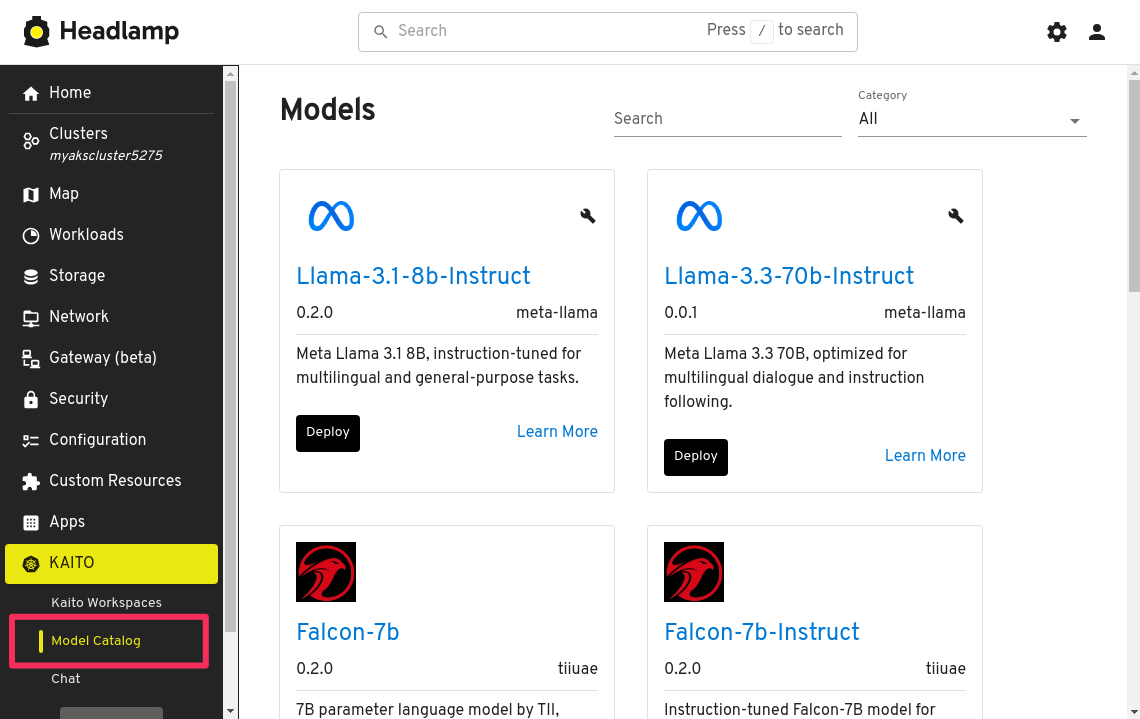 Headlamp
Search
Press / to search
Home
Clusters
myakscluster5275
Map
Workloads
Storage
Network
Gateway (beta)
Security
Configuration
Custom Resources
Apps
KAITO
Kaito Workspaces
Model Catalog
Chat
Models
Search
Category
All
Llama-3.1-8b-Instruct
0.2.0 meta-llama
Meta Llama 3.1 8B, instruction-tuned for
multilingual and general-purpose tasks.
Deploy Learn More
Llama-3.3-70b-Instruct
0.0.1 meta-llama
Meta Llama 3.3 70B, optimized for
multilingual dialogue and instruction
following.
Deploy Learn More
Falcon-7b
0.2.0 tiiuae
7B parameter language model by TII,
Falcon-7b-Instruct
0.2.0 tiiuae
Instruction-tuned Falcon-7B model for